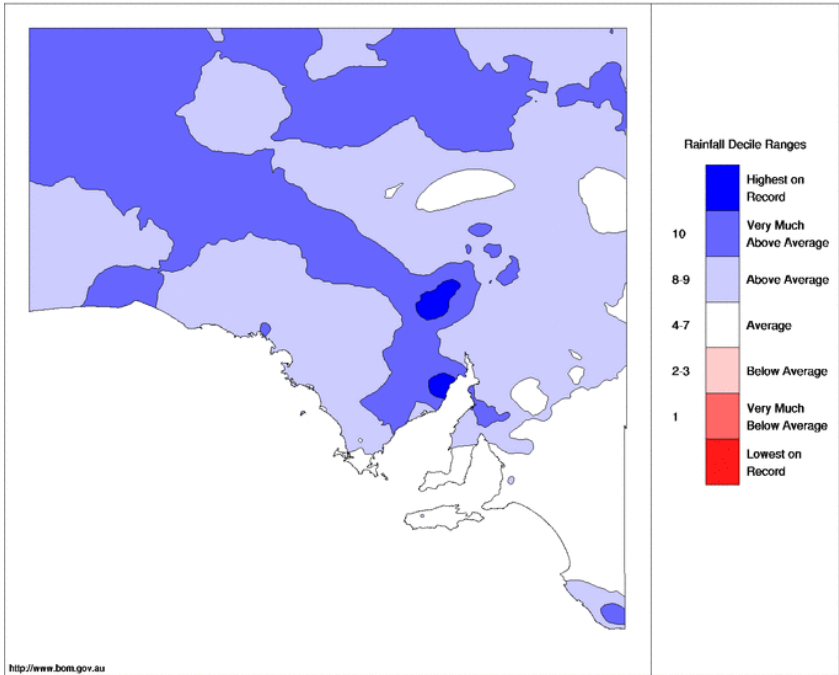 Rainfall Decile Ranges
Highest on
Record
10
Very Much
Above Average
8-9
Above Average
4-7
Average
2-3
Below Average
1
Very Much
Below Average
Lowest on
Record
http://www.bom.gov.au